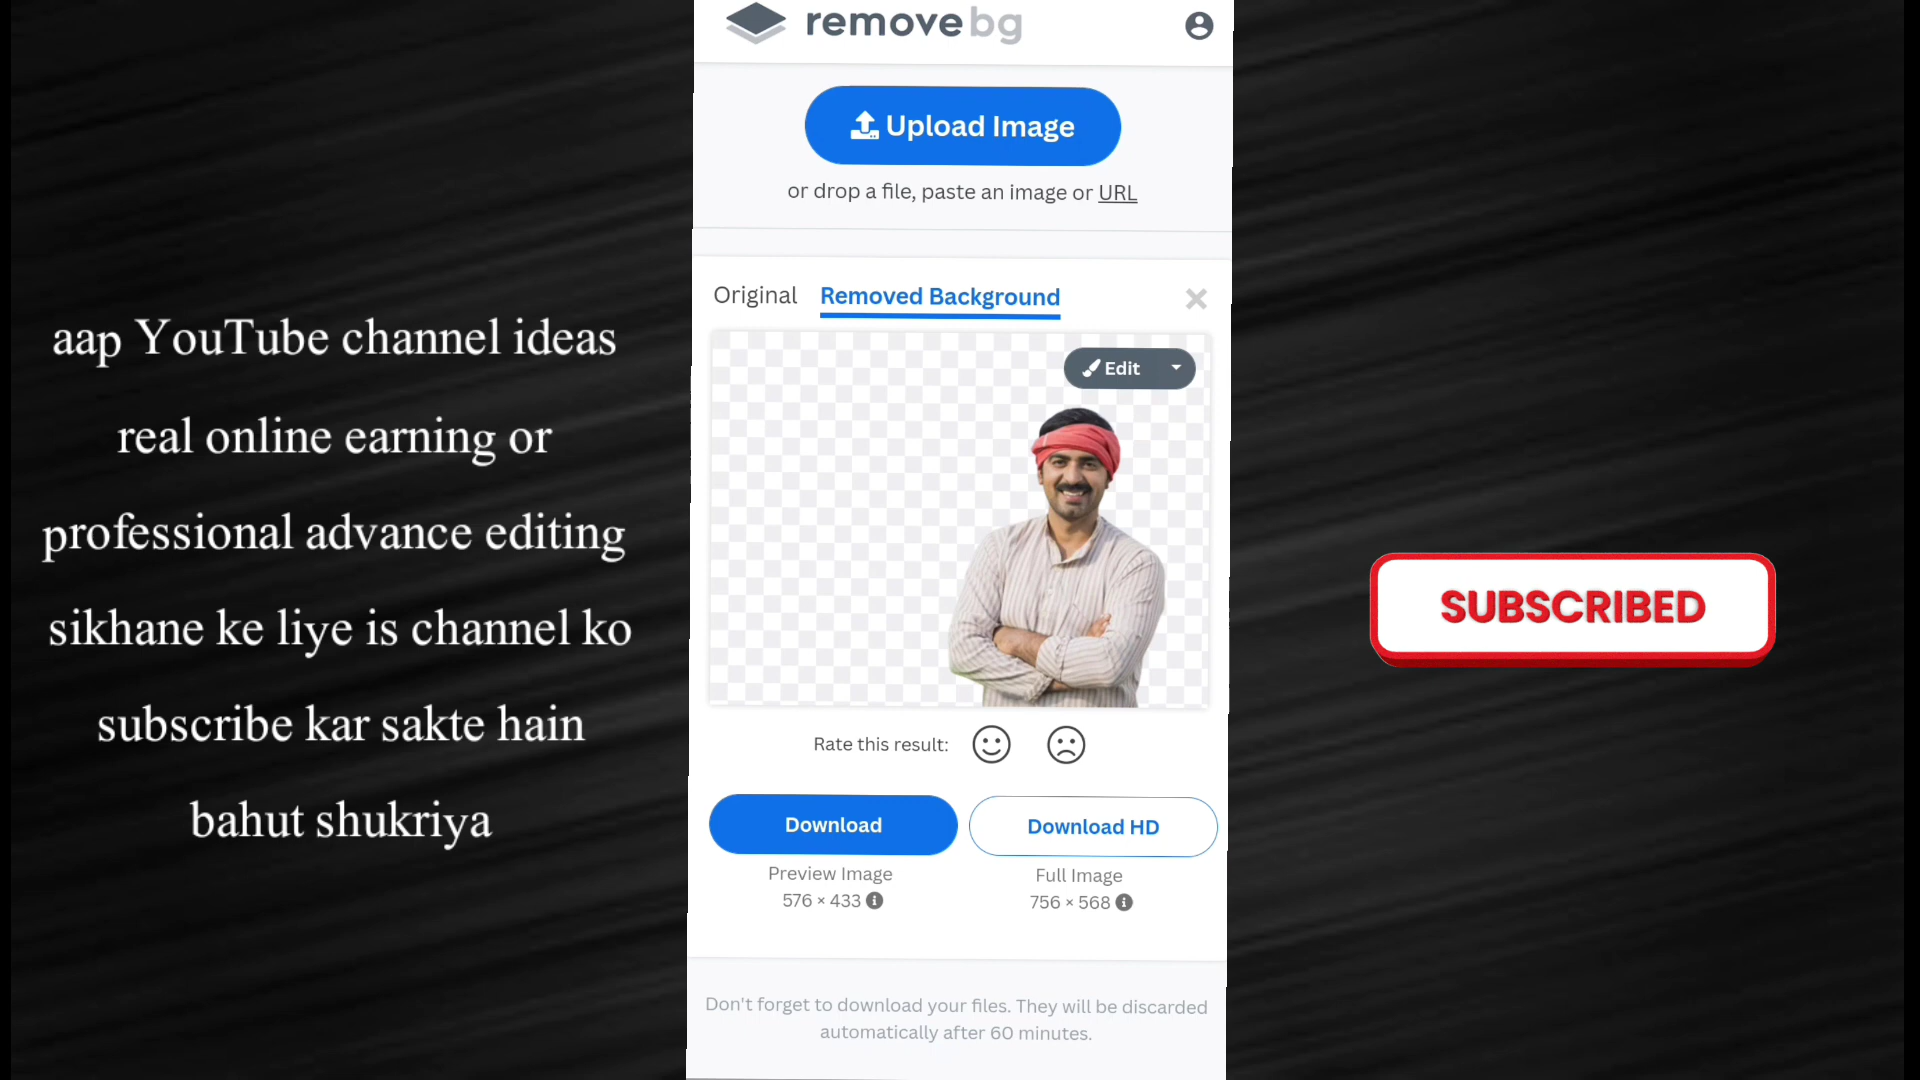 aap YouTube channel ideas
real online earning or
professional advance editing
sikhane ke liye is channel ko
subscribe kar sakte hain
bahut shukriya
removebg
Upload Image
or drop a file, paste an image or URL
Original Removed Background
Edit
Rate this result:
Download Download HD
Preview Image Full Image
576 × 433 756 × 568
Don't forget to download your files. They will be discarded
automatically after 60 minutes.
SUBSCRIBED